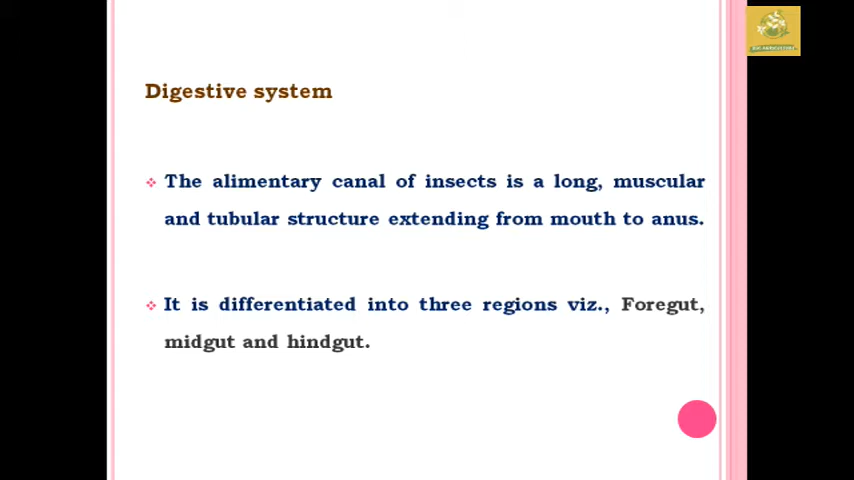 Digestive system
❖ The alimentary canal of insects is a long, muscular
and tubular structure extending from mouth to anus.
❖ It is differentiated into three regions viz., Foregut,
midgut and hindgut.